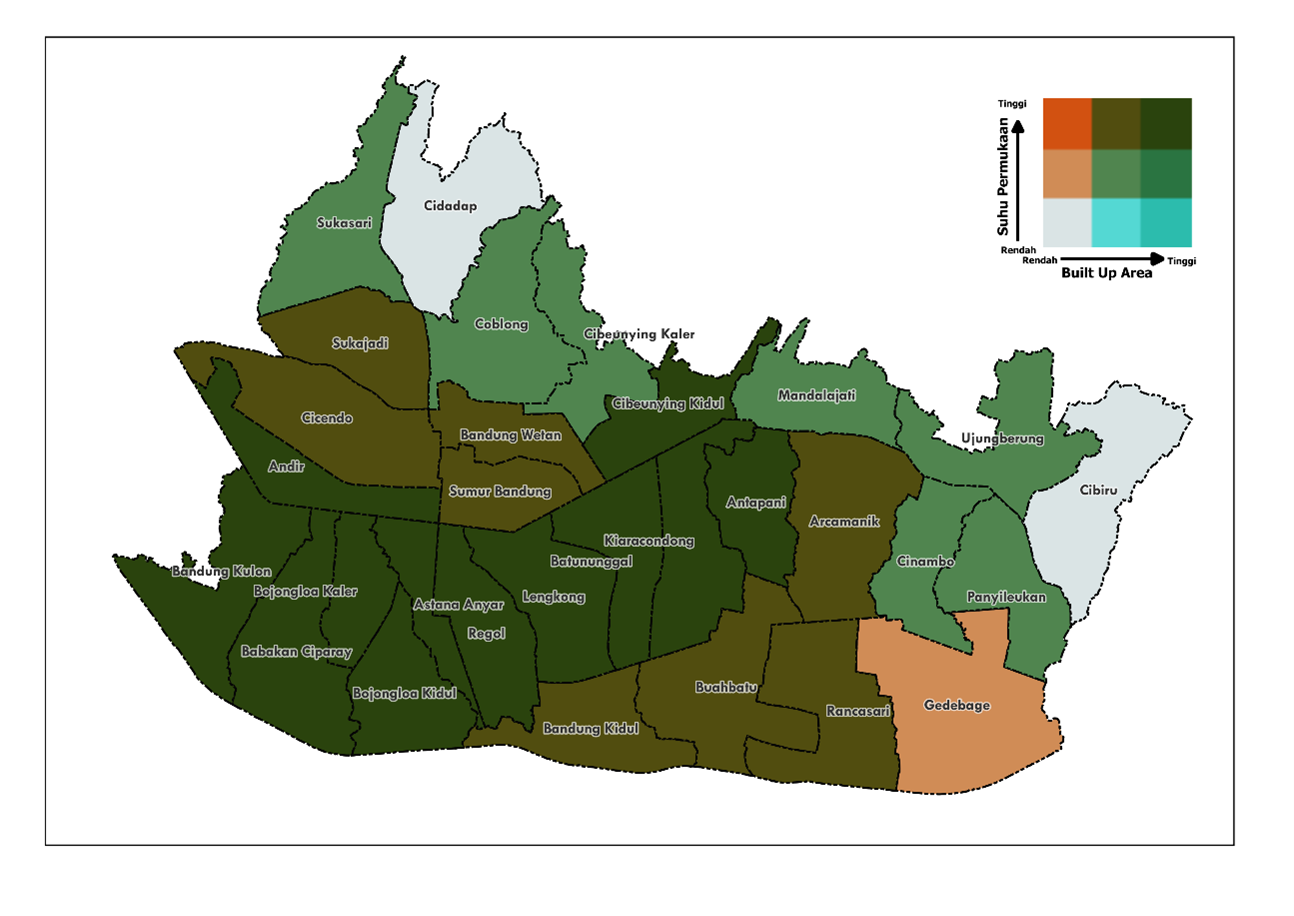 Tinggi
Suhu Permukaan
Rendah
Rendah
Tinggi
Built Up Area
Cidadap
Sukasari
Coblong
Cibeunying Kaler
Sukajadi
Mandalajati
Cibeunying Kidul
Cicendo
Bandung Wetan
Ujungberung
Andir
Sumur Bandung
Cibiru
Antapani
Arcamanik
Kiaracondong
Batununggal
Cinambo
Bandung Kulon
Bojongloa Kaler
Lengkong
Panyileukan
Astana Anyar
Regol
Babakan Ciparay
Bojongloa Kidul
Buahbatu
Gedebage
Rancasari
Bandung Kidul